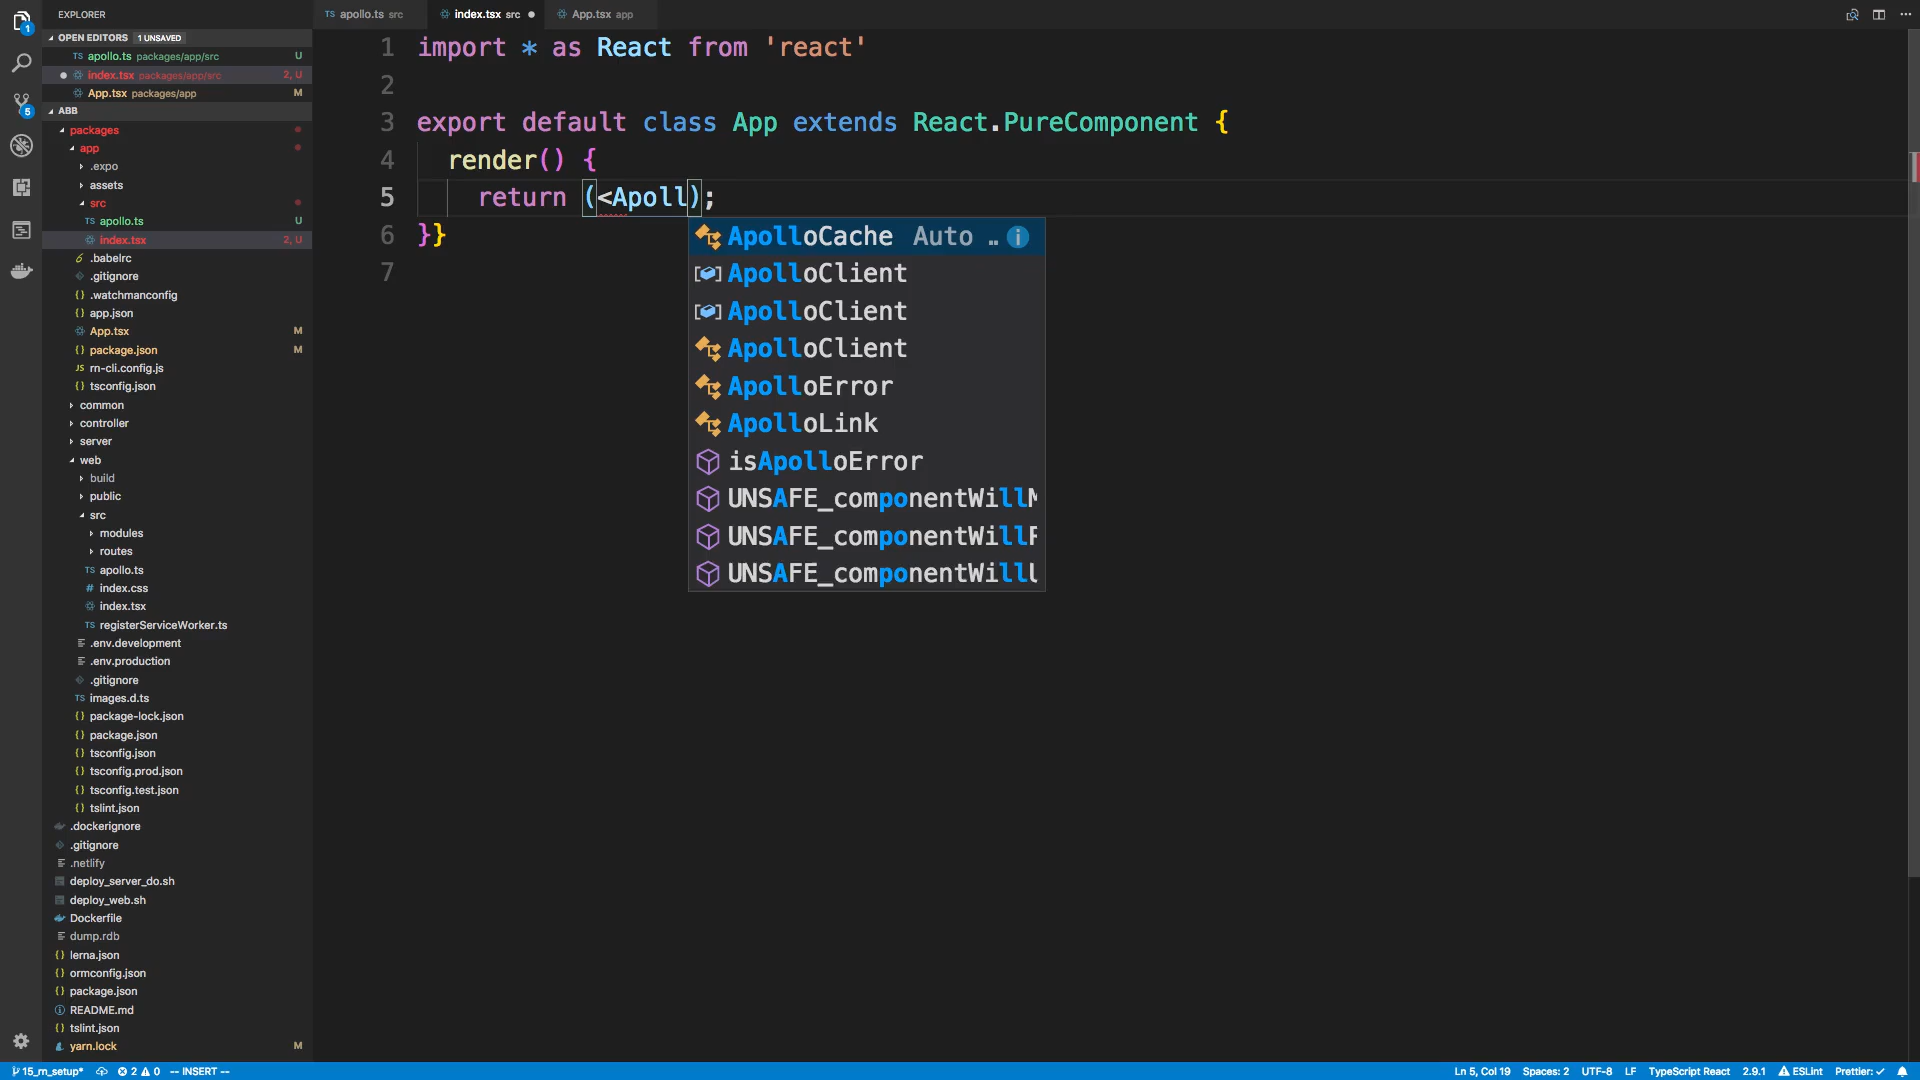 EXPLORER
OPEN EDITORS 1 UNSAVED
TS apollo.ts packages/app/src U
index.tsx packages/app/src 2, U
App.tsx packages/app M
ABB
packages
app
.expo
assets
src
TS apollo.ts U
index.tsx 2, U
.babelrc
.gitignore
{} .watchmanconfig
{} app.json
App.tsx M
{} package.json M
JS rn-cli.config.js
{} tsconfig.json
common
controller
server
web
build
public
src
modules
routes
TS apollo.ts
# index.css
index.tsx
TS registerServiceWorker.ts
.env.development
.env.production
.gitignore
TS images.d.ts
{} package-lock.json
{} package.json
{} tsconfig.json
{} tsconfig.prod.json
{} tsconfig.test.json
{} tslint.json
.dockerignore
.gitignore
.netlify
deploy_server_do.sh
deploy_web.sh
Dockerfile
dump.rdb
{} lerna.json
{} ormconfig.json
{} package.json
README.md
{} tslint.json
yarn.lock M
1
5
TS apollo.ts src
index.tsx src
App.tsx app
1 import * as React from 'react'
2
3 export default class App extends React.PureComponent {
4 render() {
5 return (<Apoll);
6 }}
7
ApolloCache Auto ..
ApolloClient
ApolloClient
ApolloClient
ApolloError
ApolloLink
isApolloError
UNSAFE_componentWillM
UNSAFE_componentWill
UNSAFE_componentWillU
15_m_setup* 2 0 -- INSERT --
Ln 5, Col 19 Spaces: 2 UTF-8 LF TypeScript React 2.9.1 ESLint Prettier: ✓